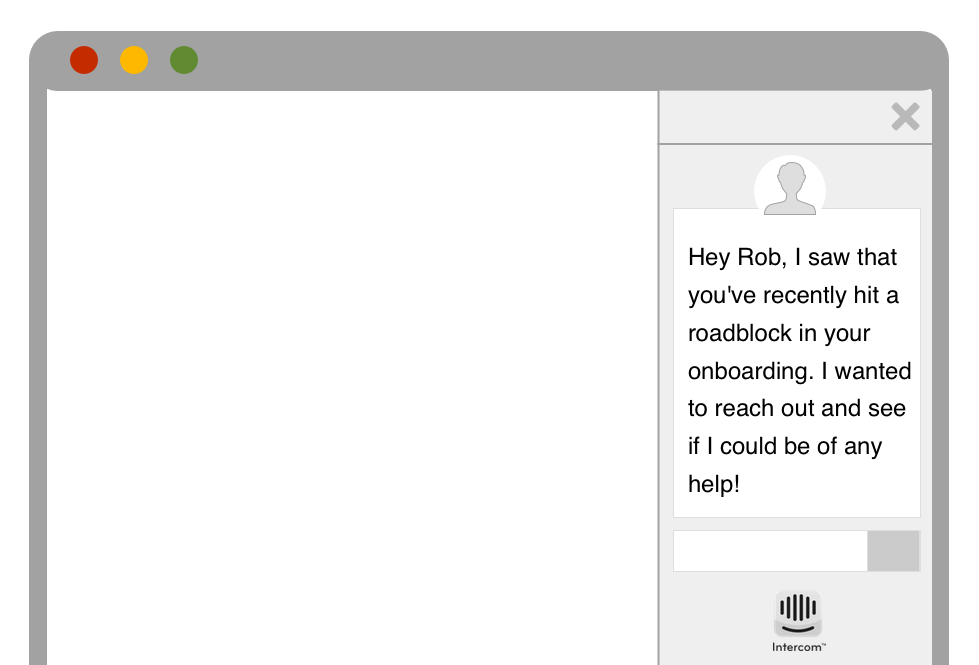 Hey Rob, I saw that
you've recently hit a
roadblock in your
onboarding. I wanted
to reach out and see
if I could be of any
help!
Intercom™